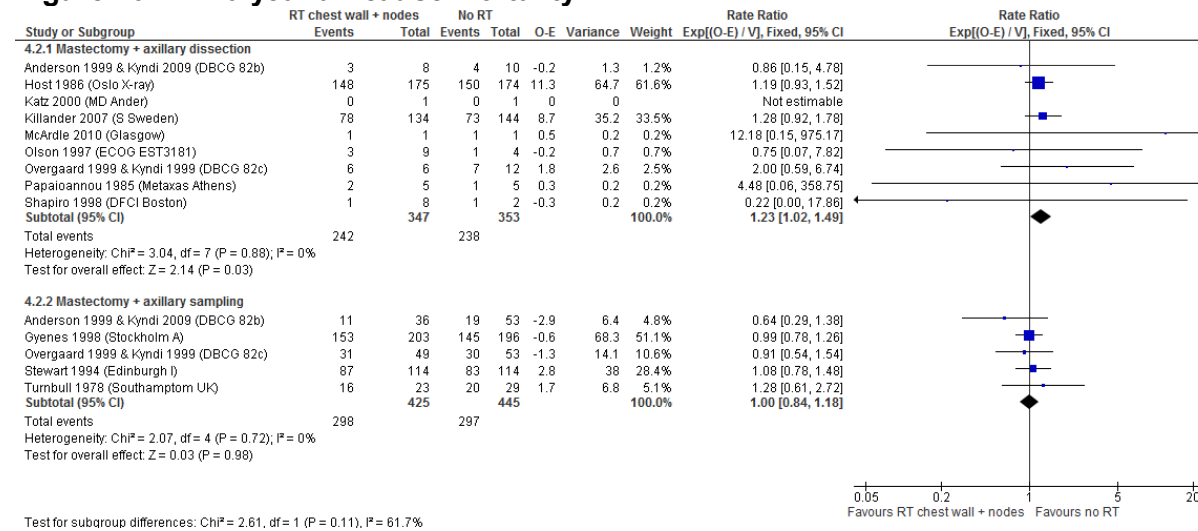 RT chest wall + nodes No RT Rate Ratio Rate Ratio
Study or Subgroup Events Total Events Total O-E Variance Weight Exp[(O-E) / V], Fixed, 95% CI Exp[(O-E) / V], Fixed, 95% CI
4.2.1 Mastectomy + axillary dissection
Anderson 1999 & Kyndi 2009 (DBCG 82b) 3 8 4 10 -0.2 1.3 1.2% 0.86 [0.15, 4.78]
Host 1986 (Oslo X-ray) 148 175 150 174 11.3 64.7 61.6% 1.19 [0.93, 1.52]
Katz 2000 (MD Ander) 0 1 0 1 0 0 Not estimable
Killander 2007 (S Sweden) 78 134 73 144 8.7 35.2 33.5% 1.28 [0.92, 1.78]
McArdle 2010 (Glasgow) 1 1 1 1 0.5 0.2 0.2% 12.18 [0.15, 975.17]
Olson 1997 (ECOG EST3181) 3 9 1 4 -0.2 0.7 0.7% 0.75 [0.07, 7.82]
Overgaard 1999 & Kyndi 1999 (DBCG 82c) 6 6 7 12 1.8 2.6 2.5% 2.00 [0.59, 6.74]
Papaioannou 1985 (Metaxas Athens) 2 5 1 5 0.3 0.2 0.2% 4.48 [0.06, 358.75]
Shapiro 1998 (DFCI Boston) 1 8 1 2 -0.3 0.2 0.2% 0.22 [0.00, 17.86]
Subtotal (95% CI) 347 353 100.0% 1.23 [1.02, 1.49]
Total events 242 238
Heterogeneity: Chi² = 3.04, df = 7 (P = 0.88); I² = 0%
Test for overall effect: Z = 2.14 (P = 0.03)
4.2.2 Mastectomy + axillary sampling
Anderson 1999 & Kyndi 2009 (DBCG 82b) 11 36 19 53 -2.9 6.4 4.8% 0.64 [0.29, 1.38]
Gyenes 1998 (Stockholm A) 153 203 145 196 -0.6 68.3 51.1% 0.99 [0.78, 1.26]
Overgaard 1999 & Kyndi 1999 (DBCG 82c) 31 49 30 53 -1.3 14.1 10.6% 0.91 [0.54, 1.54]
Stewart 1994 (Edinburgh I) 87 114 83 114 2.8 38 28.4% 1.08 [0.78, 1.48]
Turnbull 1978 (Southamptom UK) 16 23 20 29 1.7 6.8 5.1% 1.28 [0.61, 2.72]
Subtotal (95% CI) 425 445 100.0% 1.00 [0.84, 1.18]
Total events 298 297
Heterogeneity: Chi² = 2.07, df = 4 (P = 0.72); I² = 0%
Test for overall effect: Z = 0.03 (P = 0.98)
0.05 0.2 1 5 20
Favours RT chest wall + nodes Favours no RT
Test for subgroup differences: Chi² = 2.61, df = 1 (P = 0.11), I² = 61.7%